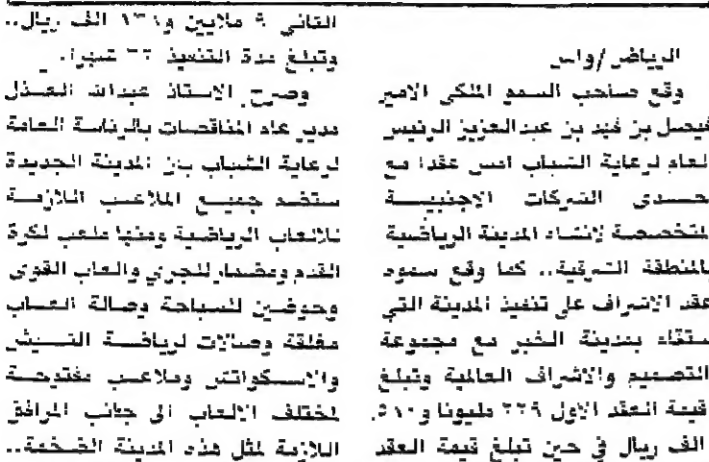 الرياض/واس
وقع صاحب السمو الملكي الامير
فيصل بن فهد بن عبدالعزيز الرئيس
العام لرعاية الشباب امس عقدا مع
احدى الشركات الاجنبية
المتخصصة لإنشاء المدينة الرياضية
بالمنطقة الشرقية.. كما وقع سموه
عقد الاشراف على تنفيذ المدينة التي
ستقام بمدينة الخبر مع مجموعة
التصميم والاشراف العالمية وتبلغ
قيمة العقد الاول ٢٢٩ مليونا و٥١٠
الف ريال في حين تبلغ قيمة العقد
الثاني ٩ ملايين و الف ريال..
وتبلغ مدة التنفيذ شهرا.
وصرح الاستاذ عبدالله العذل
مدير عام المناقصات بالرئاسة العامة
لرعاية الشباب بان المدينة الجديدة
ستضم جميع الملاعب اللازمة
للالعاب الرياضية ومنها ملعب لكرة
القدم ومضمار للجري والعاب القوى
وحوضين للسباحة وصالة العاب
مغلقة وصالات لرياضة التنس
والاسكواتش وملاعب مفتوحة
لمختلف الالعاب الى جانب المرافق
اللازمة لمثل هذه المدينة الضخمة..